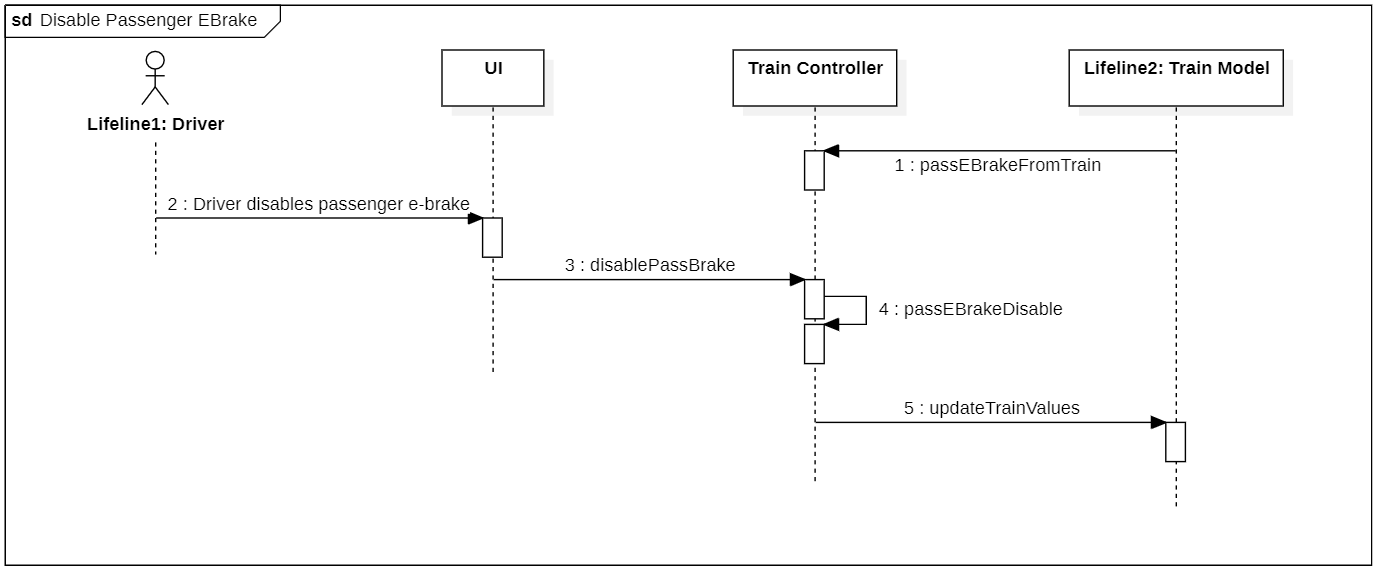 sd Disable Passenger EBrake
UI
Train Controller
Lifeline2: Train Model
Lifeline1: Driver
1 : passEBrakeFromTrain
2 : Driver disables passenger e-brake
3 : disablePassBrake
4 : passEBrakeDisable
5 : updateTrainValues